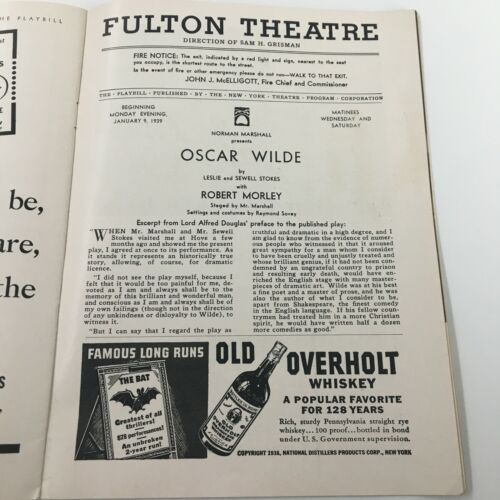 THE PLAYBILL
be,
are,
the
s
FULTON THEATRE
DIRECTION OF SAM H. GRISMAN
FIRE NOTICE: The exit, indicated by a red light and sign, nearest to the seat
you occupy, is the shortest route to the street.
In the event of fire or other emergency please do not run—WALK TO THAT EXIT.
JOHN J. McELLIGOTT, Fire Chief and Commissioner
THE · PLAYBILL · PUBLISHED · BY · THE · NEW · YORK · THEATRE · PROGRAM · CORPORATION
BEGINNING
MONDAY EVENING,
JANUARY 9, 1939
MATINEES
WEDNESDAY AND
SATURDAY
NORMAN MARSHALL
presents
OSCAR WILDE
by
LESLIE and SEWELL STOKES
with
ROBERT MORLEY
Staged by Mr. Marshall
Settings and costumes by Raymond Sovey
Excerpt from Lord Alfred Douglas' preface to the published play:
"WHEN Mr. Marshall and Mr. Sewell
Stokes visited me at Hove a few
months ago and showed me the present
play, I agreed at once to its performance. As
it stands it represents an historically true
story, allowing, of course, for dramatic
licence.
"I did not see the play myself, because I
felt that it would be too painful for me, de-
voted as I am and always shall be to the
memory of this brilliant and wonderful man,
and conscious as I am and always shall be of
my own failings (though not in the direction
of any unkindness or disloyalty to Wilde), to
witness it.
"But I can say that I regard the play as
truthful and dramatic in a high degree, and I
am glad to know from the evidence of numer-
ous people who witnessed it that it aroused
great sympathy for a man whom I consider
to have been cruelly and unjustly treated and
whose brilliant genius, if it had not been con-
demned by an ungrateful country to prison
and resulting early death, would have en-
riched the English stage with many master-
pieces of dramatic art. Wilde was at his best
a fine poet and a master of prose, and he was
also the author of what I consider to be,
apart from Shakespeare, the finest comedy
in the English language. If his fellow coun-
trymen had treated him in a more Christian
spirit, he would have written half a dozen
more comedies as good."
FAMOUS LONG RUNS
THE BAT
Greatest of all
thrillers!
878 performances!
An unbroken
2-year run!
OLD OVERHOLT
WHISKEY
A POPULAR FAVORITE
FOR 128 YEARS
Rich, sturdy Pennsylvania straight rye
whiskey... 100 proof...bottled in bond
under U.S. Government supervision.
COPYRIGHT 1938, NATIONAL DISTILLERS PRODUCTS CORP., NEW YORK